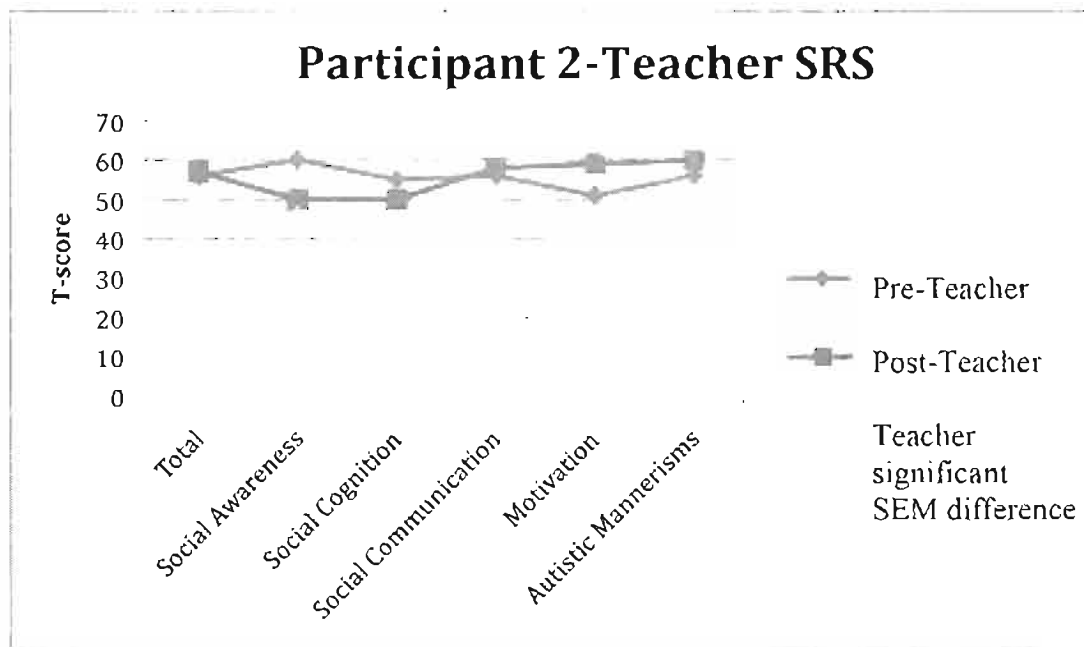 Participant 2-Teacher SRS
70
60
50
40
30
20
10
0
T-score
Total
Social Awareness
Social Cognition
Social Communication
Motivation
Autistic Mannerisms
Pre-Teacher
Post-Teacher
Teacher
significant
SEM difference